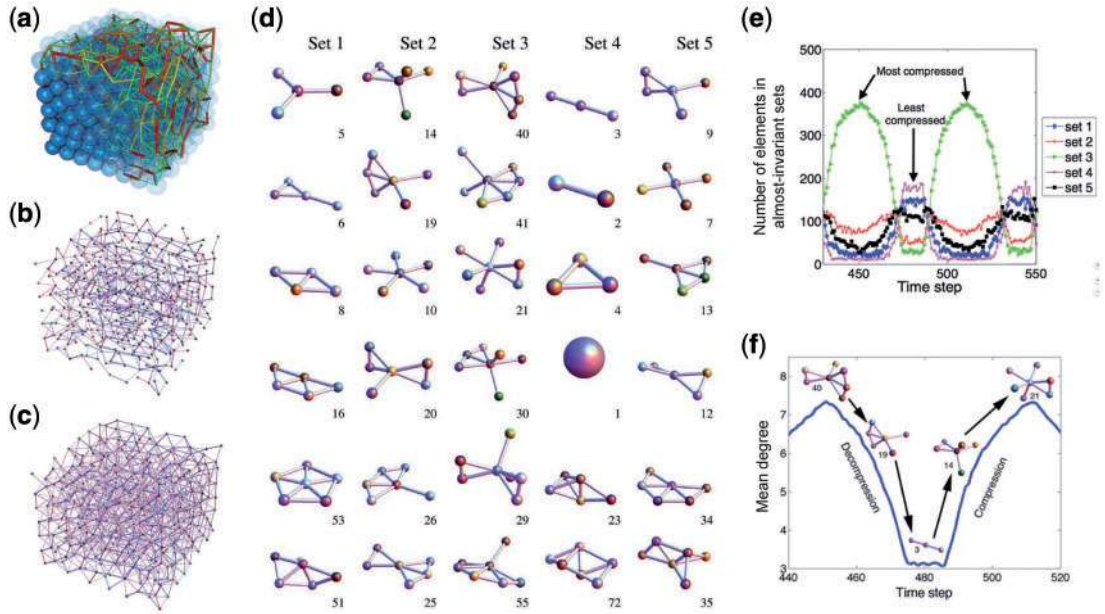 (a)
(b)
(c)
(d)
Set 1 Set 2 Set 3 Set 4 Set 5
5 14 40 3 9
6 19 41 2 7
8 10 21 4 13
16 20 30 1 12
53 26 29 23 34
51 25 55 72 35
(e)
Number of elements in
almost-invariant sets
500
400
300
200
100
0
Most compressed
Least
compressed
set 1
set 2
set 3
set 4
set 5
450 500 550
Time step
(f)
Mean degree
8
7
6
5
4
3
40
21
19
14
3
Decompression
Compression
440 460 480 500 520
Time step